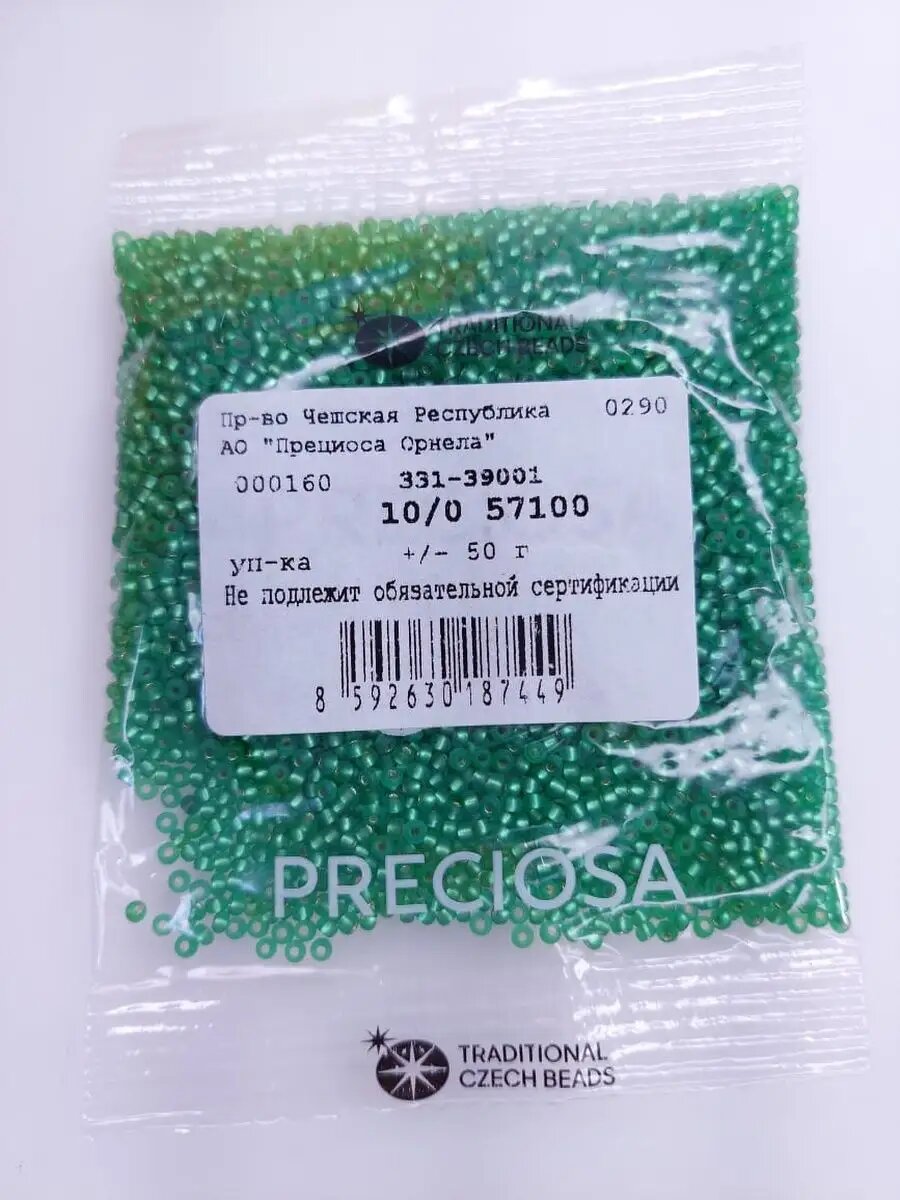 TRADITIONAL
CZECH BEADS
Пр-во Чешская Республика 0290
АО "Прециоса Орнела"
000160 331-39001
10/0 57100
уп-ка +/- 50 г
Не подлежит обязательной сертификации
8 592630 187449
PRECIOSA
TRADITIONAL
CZECH BEADS